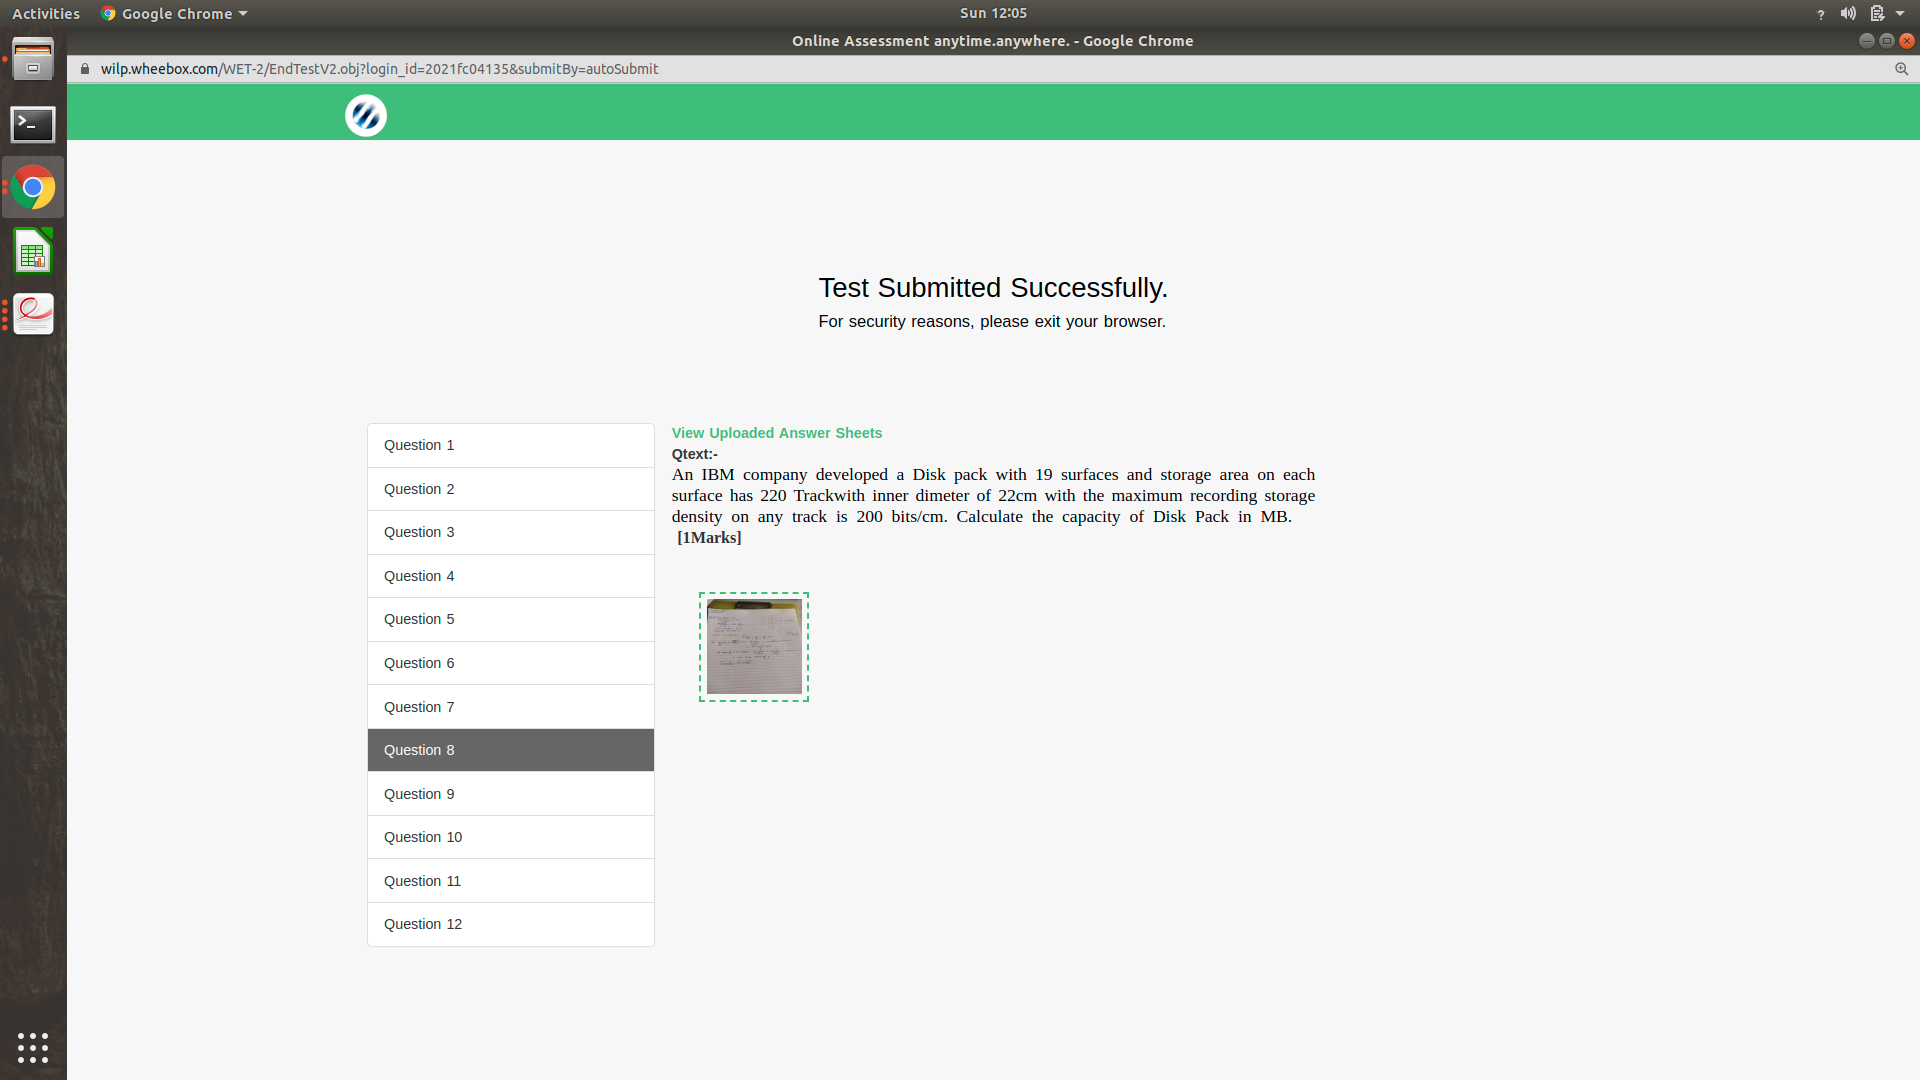 Activities
Google Chrome
Sun 12:05
Online Assessment anytime.anywhere. - Google Chrome
wilp.wheebox.com/WET-2/EndTestV2.obj?login_id=2021fc04135&submitBy=autoSubmit
Test Submitted Successfully.
For security reasons, please exit your browser.
Question 1
Question 2
Question 3
Question 4
Question 5
Question 6
Question 7
Question 8
Question 9
Question 10
Question 11
Question 12
View Uploaded Answer Sheets
Qtext:-
An IBM company developed a Disk pack with 19 surfaces and storage area on each
surface has 220 Trackwith inner dimeter of 22cm with the maximum recording storage
density on any track is 200 bits/cm. Calculate the capacity of Disk Pack in MB.
[1Marks]